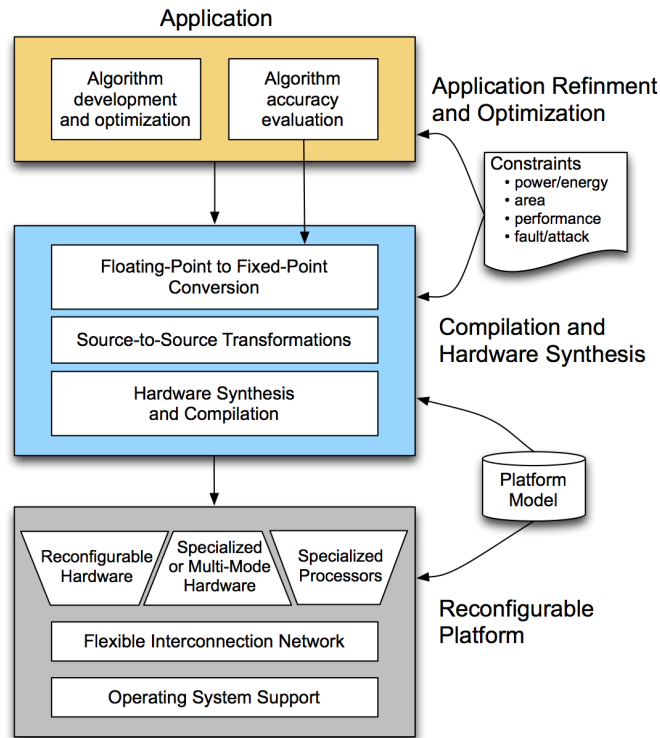 Application
Algorithm
development
and optimization
Algorithm
accuracy
evaluation
Application Refinment
and Optimization
Constraints
• power/energy
• area
• performance
• fault/attack
Floating-Point to Fixed-Point
Conversion
Source-to-Source Transformations
Hardware Synthesis
and Compilation
Compilation and
Hardware Synthesis
Platform
Model
Reconfigurable
Hardware
Specialized
or Multi-Mode
Hardware
Specialized
Processors
Flexible Interconnection Network
Operating System Support
Reconfigurable
Platform